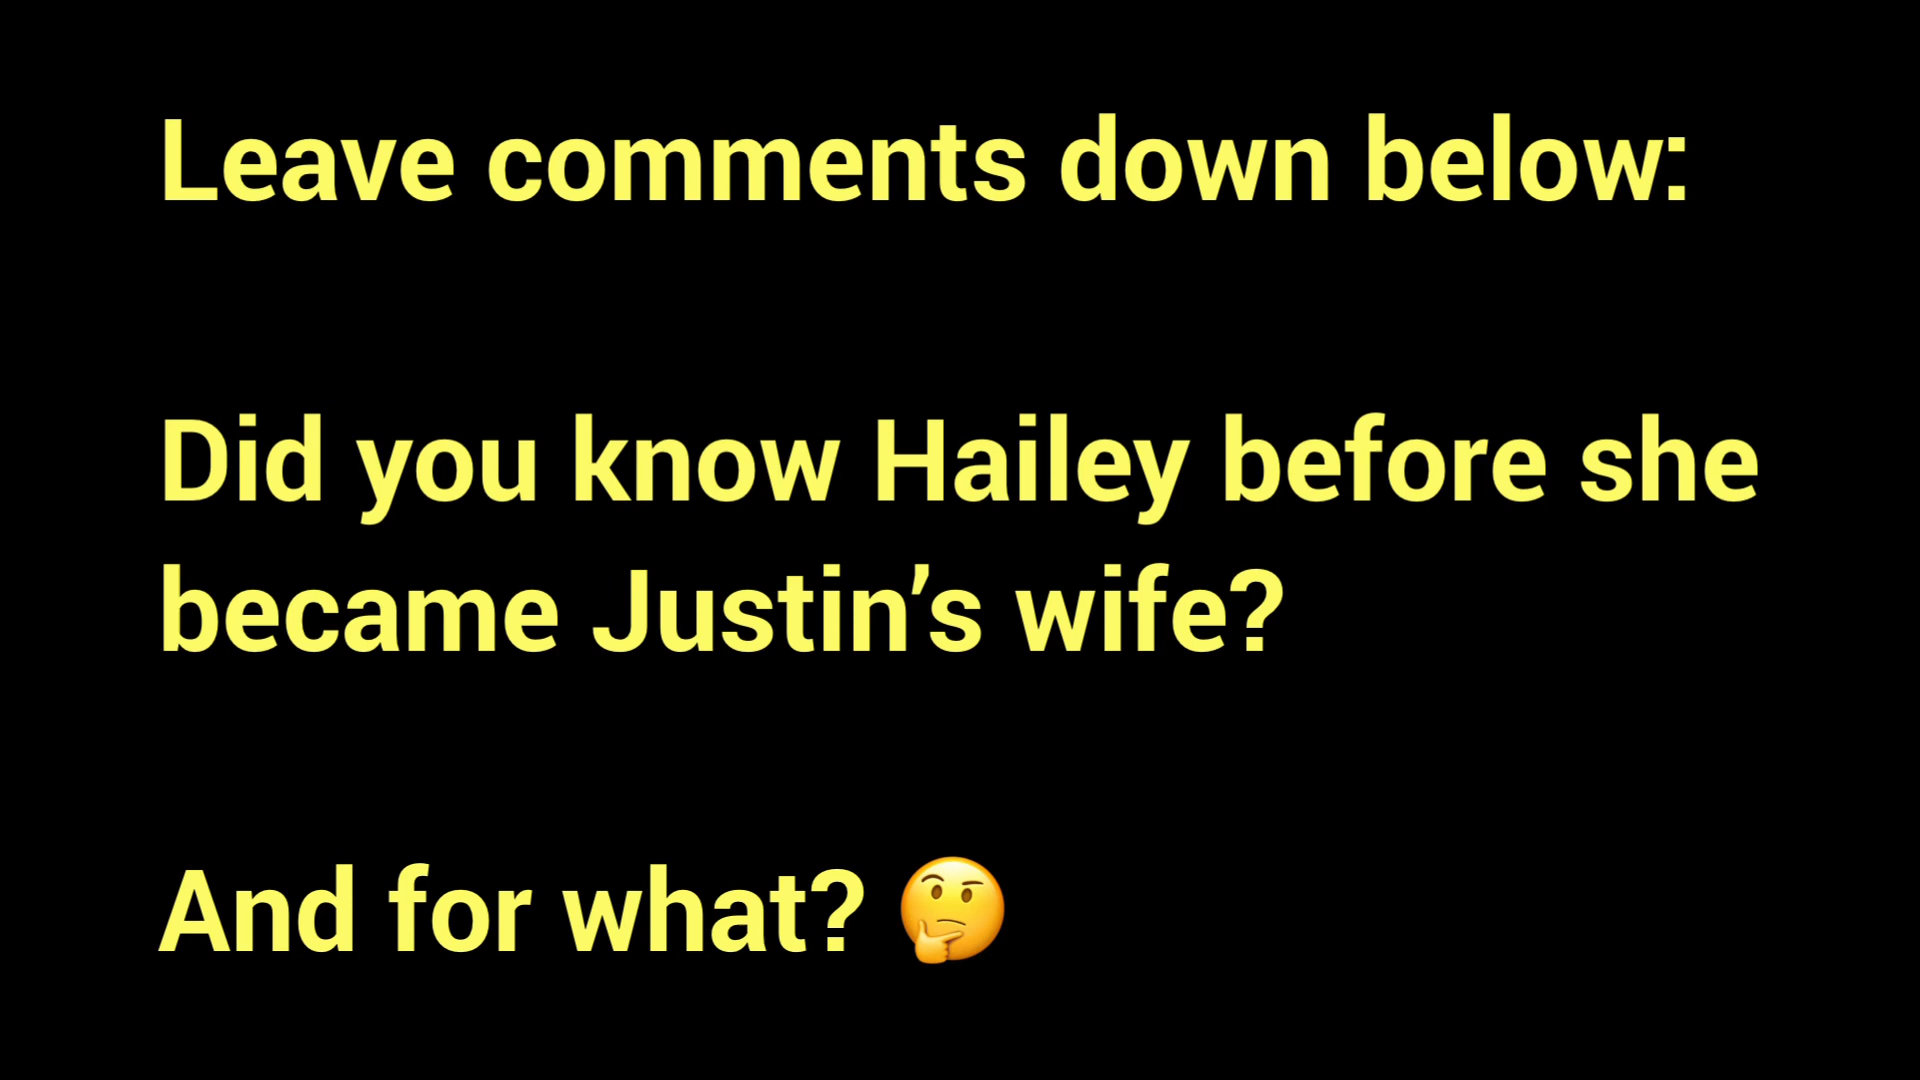 Leave comments down below:
Did you know Hailey before she
became Justin’s wife?
And for what? 🤔